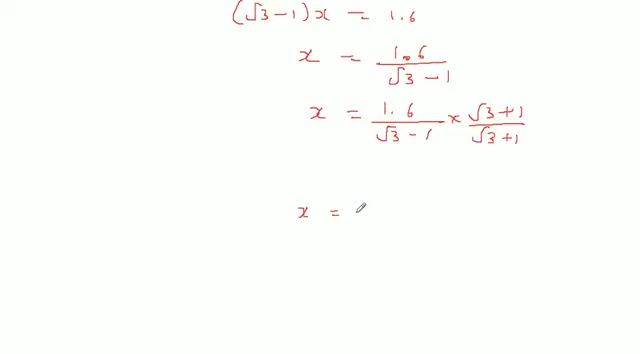 (√3-1)x = 1.6
x = 1.6/√3-1
x = 1.6/√3-1 × √3+1/√3+1
x =